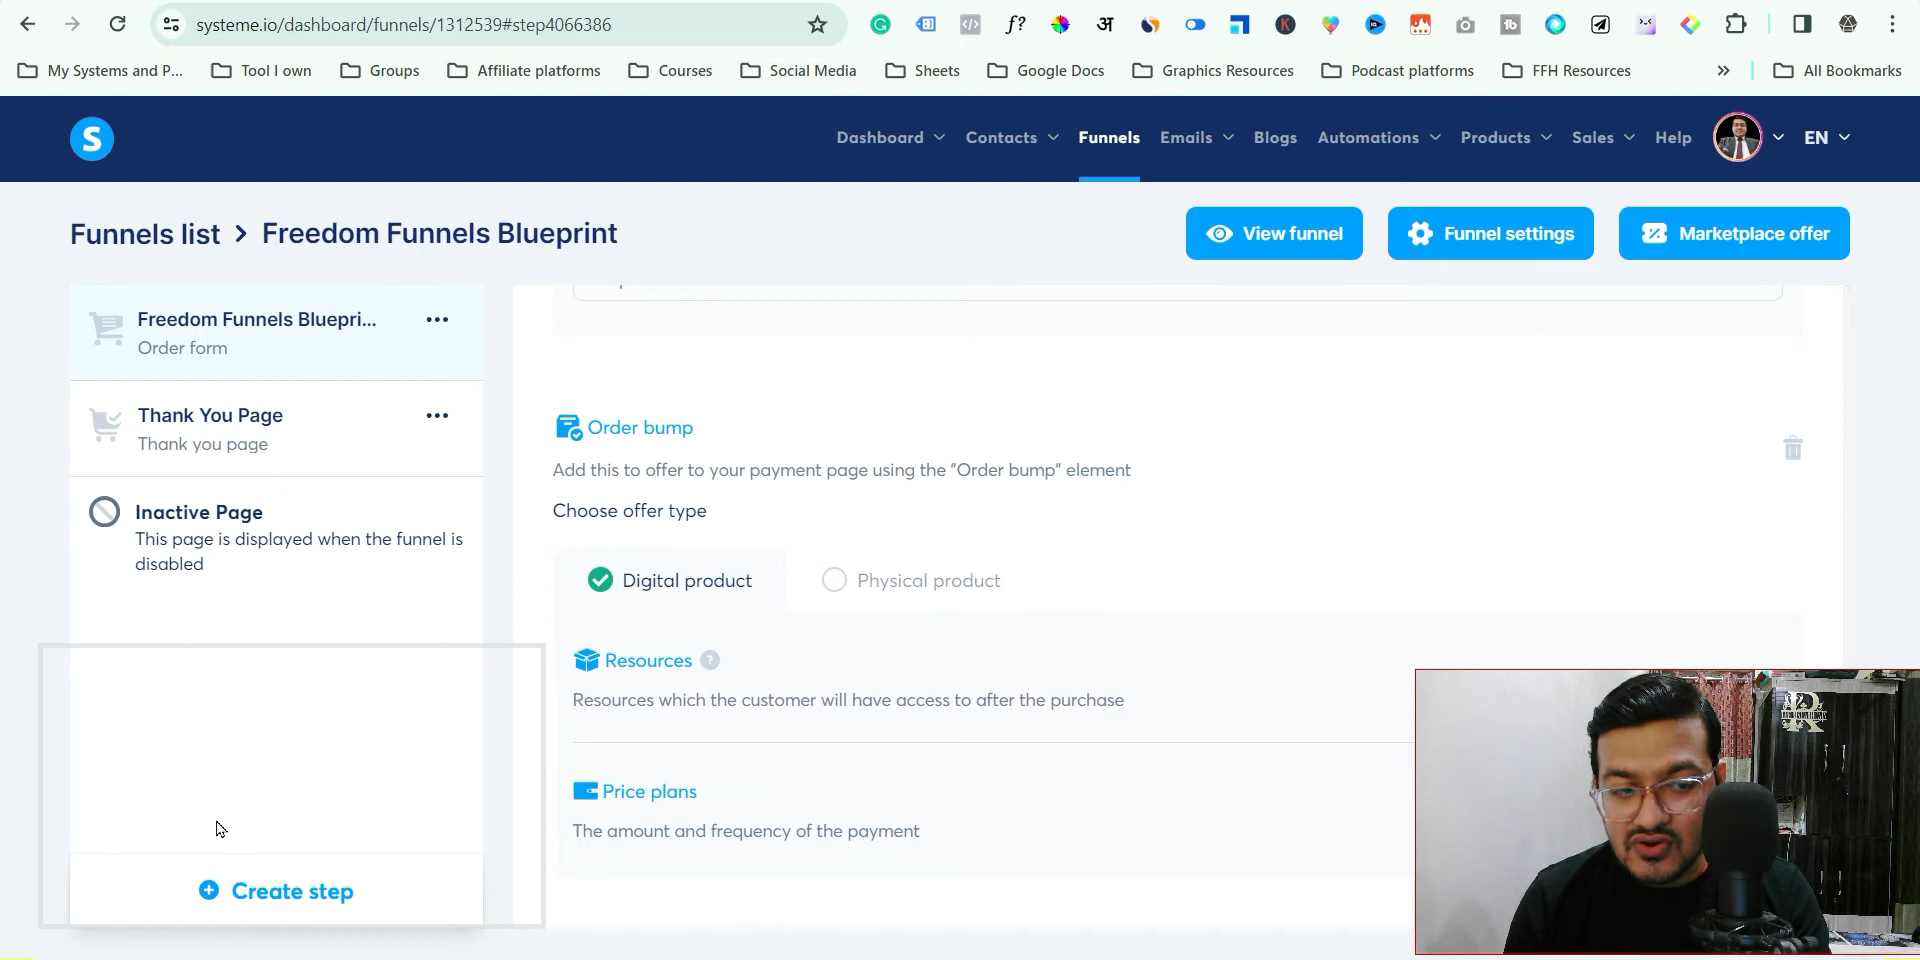 systeme.io/dashboard/funnels/1312539#step4066386
My Systems and P...
Tool I own
Groups
Affiliate platforms
Courses
Social Media
Sheets
Google Docs
Graphics Resources
Podcast platforms
FFH Resources
All Bookmarks
S
Dashboard
Contacts
Funnels
Emails
Blogs
Automations
Products
Sales
Help
EN
Funnels list > Freedom Funnels Blueprint
View funnel
Funnel settings
Marketplace offer
Freedom Funnels Bluepri...
Order form
Thank You Page
Thank you page
Inactive Page
This page is displayed when the funnel is
disabled
Create step
Order bump
Add this to offer to your payment page using the "Order bump" element
Choose offer type
Digital product
Physical product
Resources ?
Resources which the customer will have access to after the purchase
Price plans
The amount and frequency of the payment